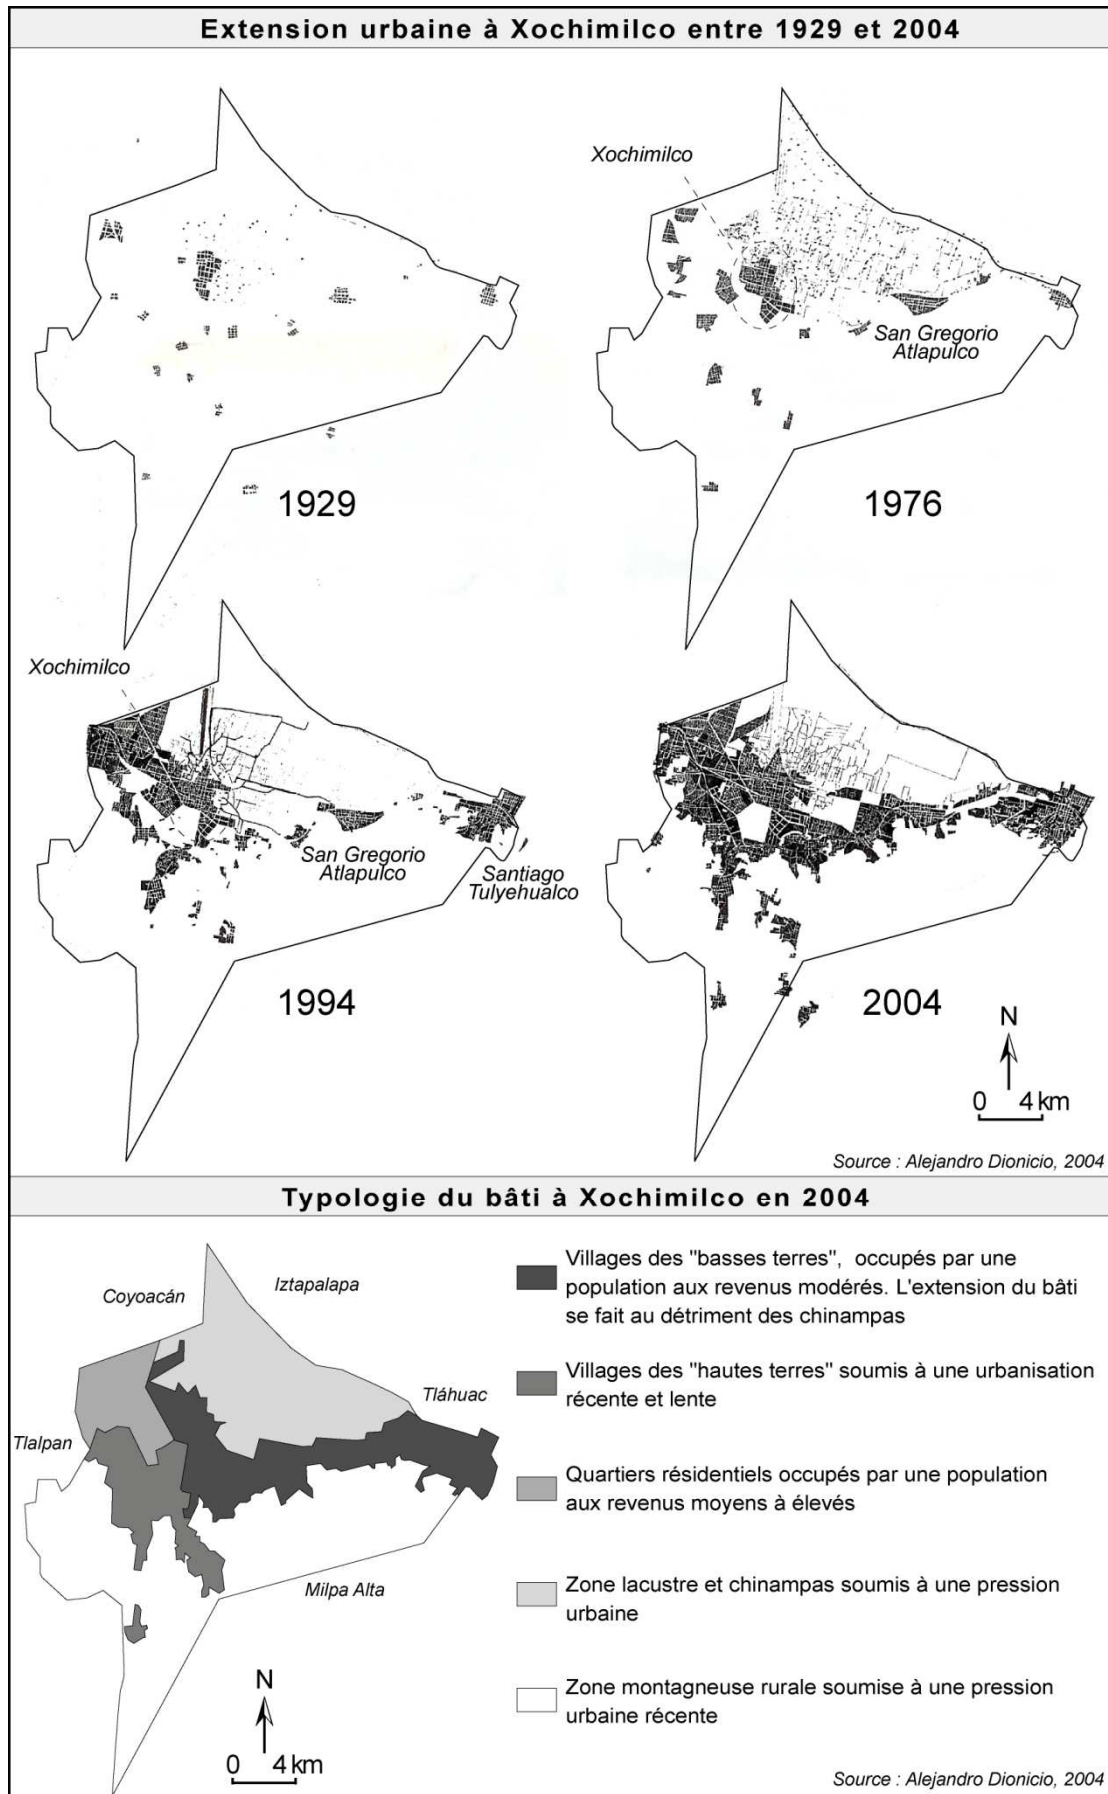 Extension urbaine à Xochimilco entre 1929 et 2004
Xochimilco
San Gregorio
Atlapulco
1929
1976
Xochimilco
San Gregorio
Atlapulco
Santiago
Tulyehualco
1994
2004
N
0 4 km
Source : Alejandro Dionicio, 2004
Typologie du bâti à Xochimilco en 2004
Coyoacán
Iztapalapa
Tláhuac
Tlalpan
Milpa Alta
N
0 4 km
Villages des "basses terres", occupés par une
population aux revenus modérés. L'extension du bâti
se fait au détriment des chinampas
Villages des "hautes terres" soumis à une urbanisation
récente et lente
Quartiers résidentiels occupés par une population
aux revenus moyens à élevés
Zone lacustre et chinampas soumis à une pression
urbaine
Zone montagneuse rurale soumise à une pression
urbaine récente
Source : Alejandro Dionicio, 2004